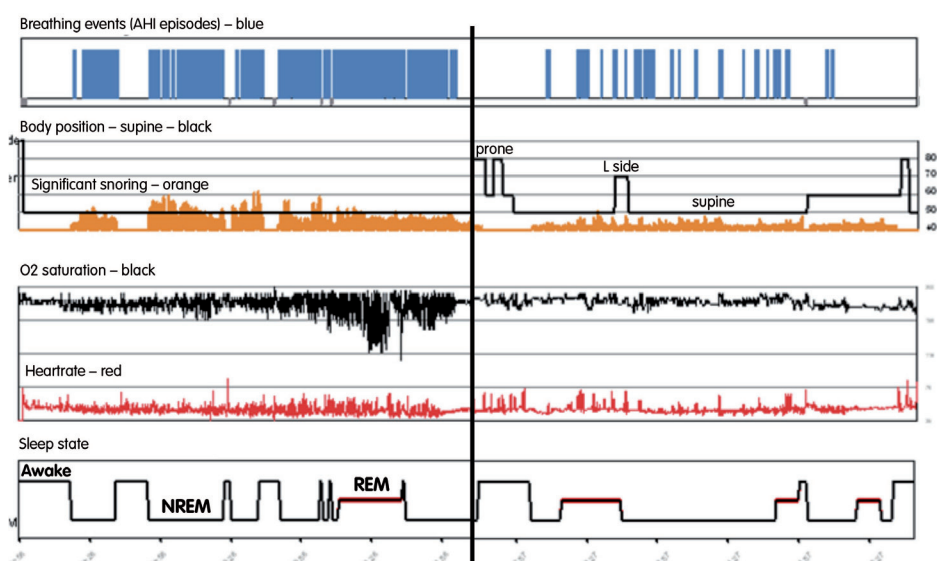 Breathing events (AHI episodes) – blue
Body position – supine – black
prone
L side
80
70
Significant snoring – orange
60
supine
50
40
O2 saturation – black
Heartrate – red
Sleep state
Awake
REM
NREM